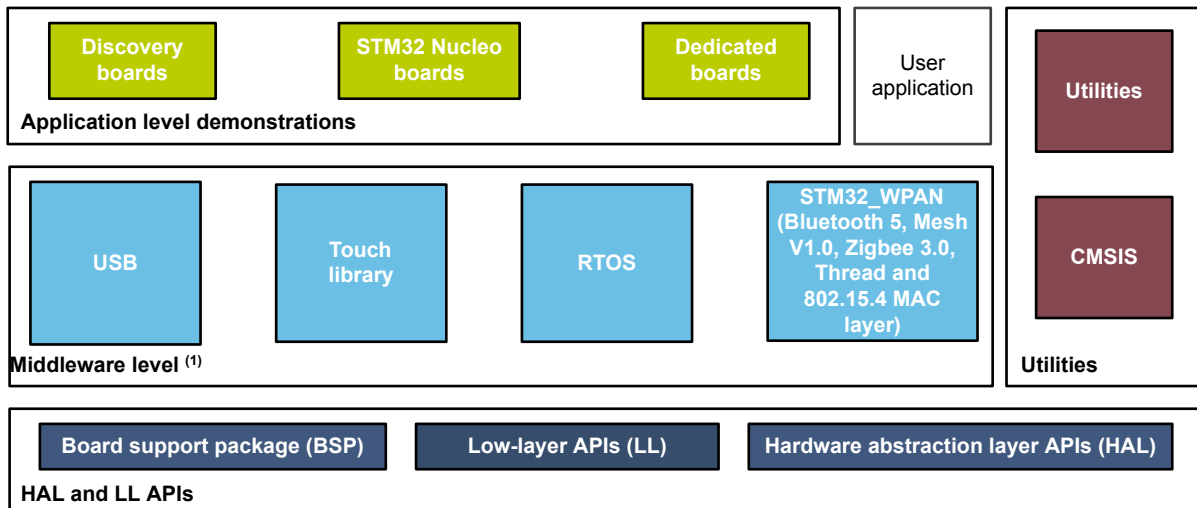 Discovery
boards
STM32 Nucleo
boards
Dedicated
boards
Application level demonstrations
User
application
Utilities
CMSIS
Utilities
USB
Touch
library
RTOS
STM32_WPAN
(Bluetooth 5, Mesh
V1.0, Zigbee 3.0,
Thread and
802.15.4 MAC
layer)
Middleware level (1)
Board support package (BSP)
Low-layer APIs (LL)
Hardware abstraction layer APIs (HAL)
HAL and LL APIs